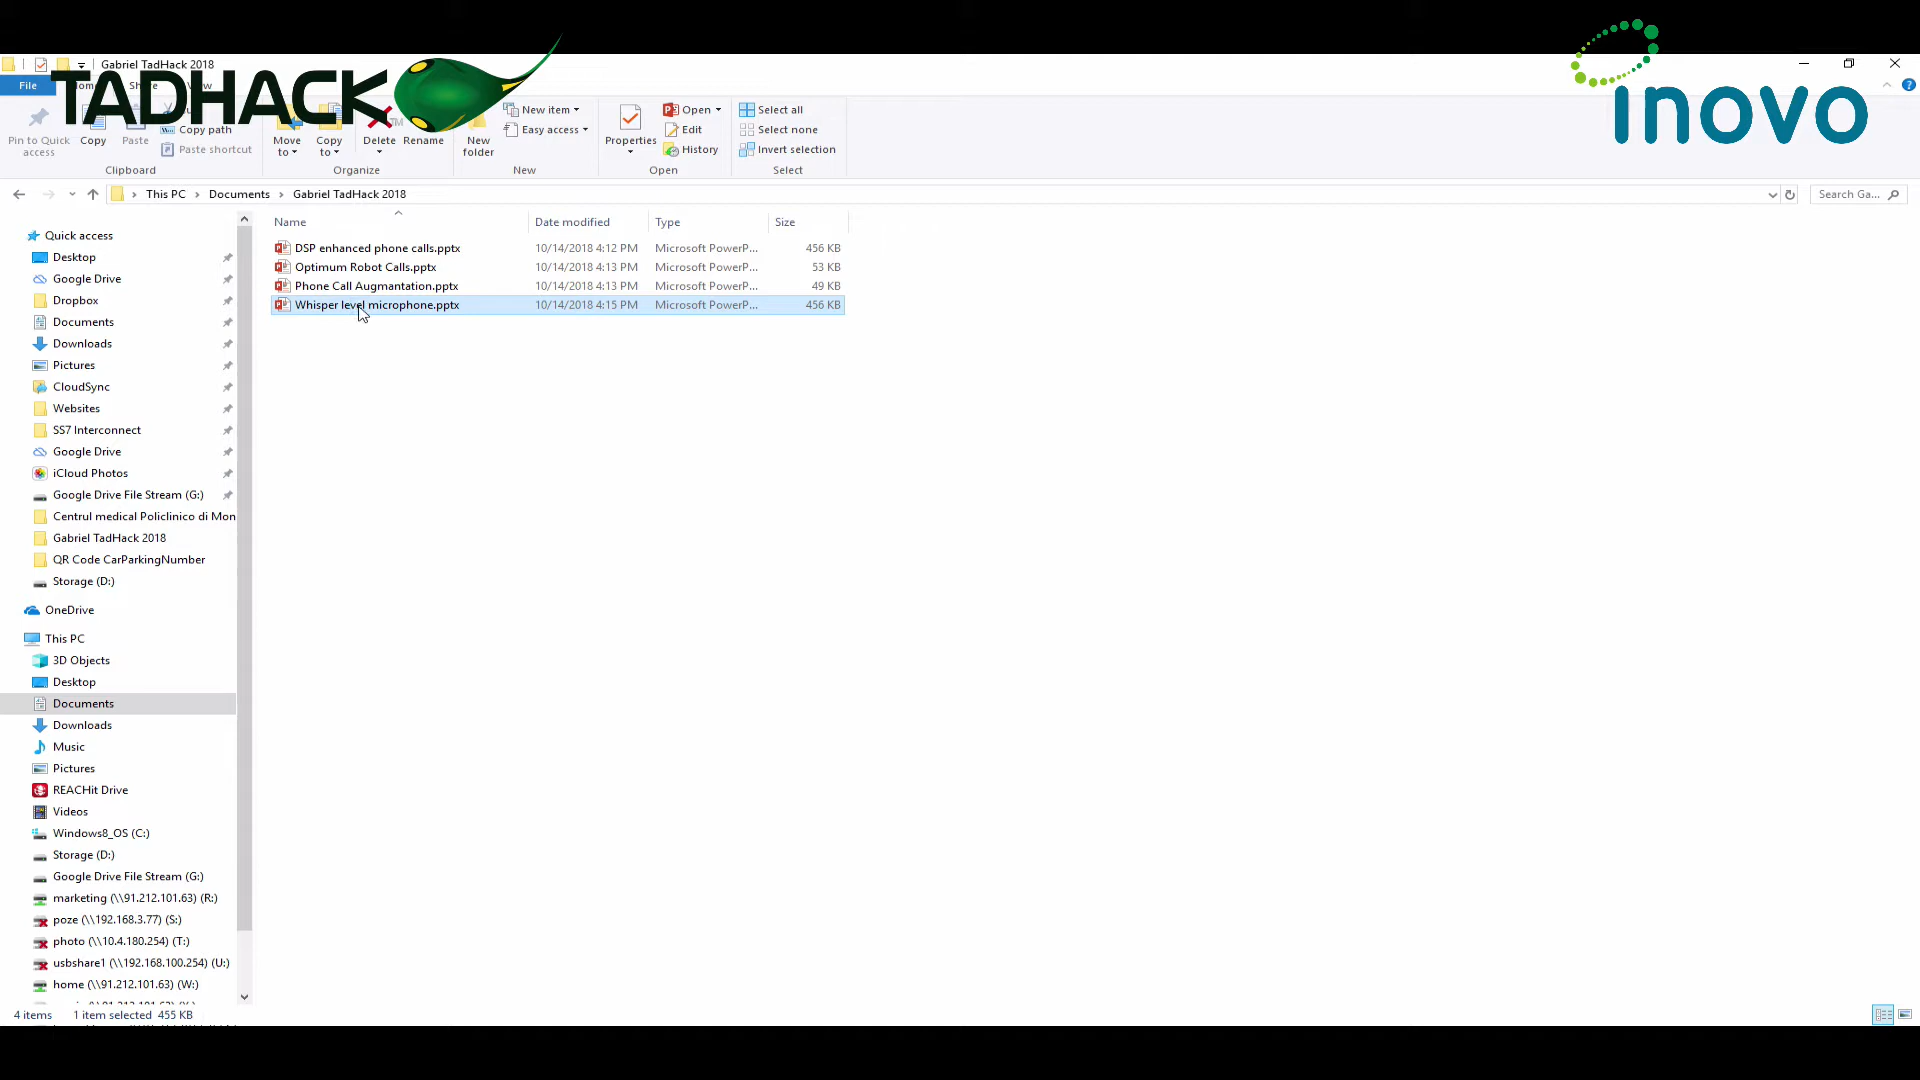 Gabriel TadHack 2018
File
Share
TADHACK
TM
inovo
Pin to Quick access
Copy
Paste
Copy path
Paste shortcut
Clipboard
Move to
Copy to
Delete
Rename
Organize
New folder
New item
Easy access
New
Properties
Open
Edit
History
Open
Select all
Select none
Invert selection
Select
This PC > Documents > Gabriel TadHack 2018
Search Ga...
Name Date modified Type Size
DSP enhanced phone calls.pptx 10/14/2018 4:12 PM Microsoft PowerP... 456 KB
Optimum Robot Calls.pptx 10/14/2018 4:13 PM Microsoft PowerP... 53 KB
Phone Call Augmantation.pptx 10/14/2018 4:13 PM Microsoft PowerP... 49 KB
Whisper level microphone.pptx 10/14/2018 4:15 PM Microsoft PowerP... 456 KB
Quick access
Desktop
Google Drive
Dropbox
Documents
Downloads
Pictures
CloudSync
Websites
SS7 Interconnect
Google Drive
iCloud Photos
Google Drive File Stream (G:)
Centrul medical Policlinico di Mon
Gabriel TadHack 2018
QR Code CarParkingNumber
Storage (D:)
OneDrive
This PC
3D Objects
Desktop
Documents
Downloads
Music
Pictures
REACHit Drive
Videos
Windows8_OS (C:)
Storage (D:)
Google Drive File Stream (G:)
marketing (\\91.212.101.63) (R:)
poze (\\192.168.3.77) (S:)
photo (\\10.4.180.254) (T:)
usbshare1 (\\192.168.100.254) (U:)
home (\\91.212.101.63) (W:)
4 items 1 item selected 455 KB